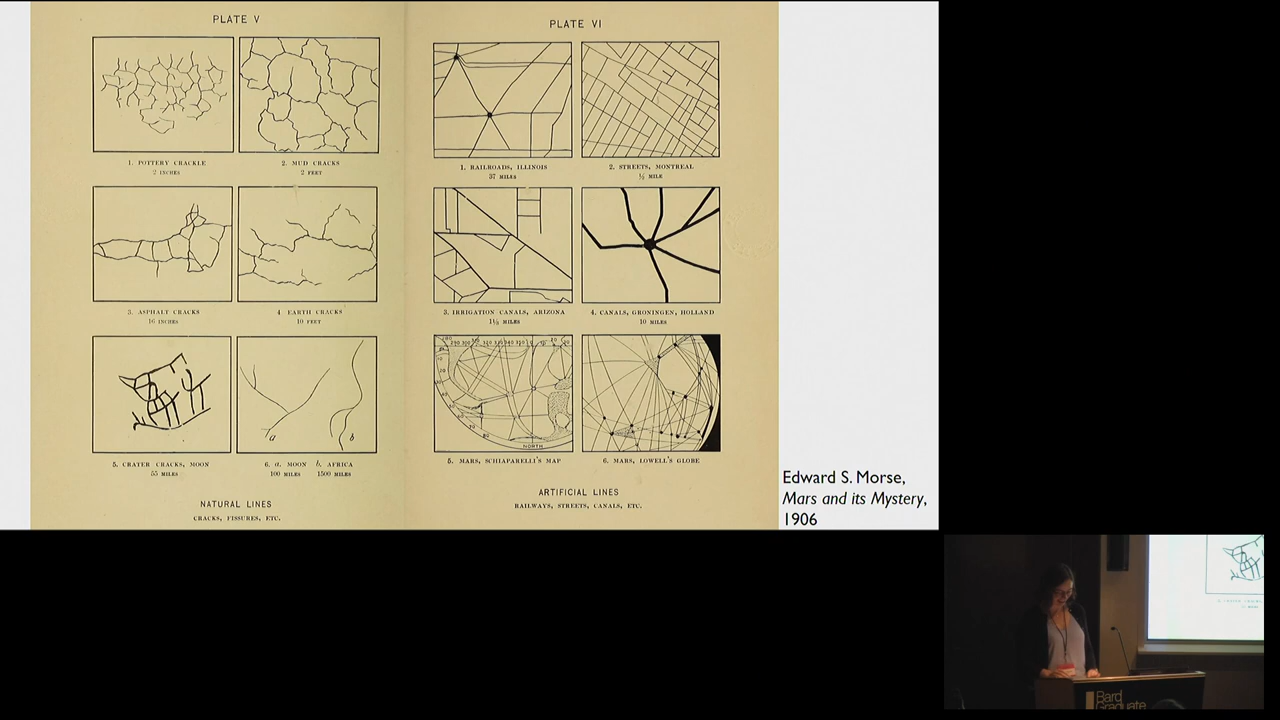 PLATE V
1. POTTERY CRACKLE
2 INCHES
2. MUD CRACKS
2 FEET
3. ASPHALT CRACKS
16 INCHES
4 EARTH CRACKS
10 FEET
5. CRATER CRACKS, MOON
55 MILES
a
b
6. a. MOON b. AFRICA
100 MILES 1500 MILES
NATURAL LINES
CRACKS, FISSURES, ETC.
PLATE VI
1. RAILROADS, ILLINOIS
37 MILES
2. STREETS, MONTREAL
½ MILE
3. IRRIGATION CANALS, ARIZONA
1½ MILES
4. CANALS, GRONINGEN, HOLLAND
10 MILES
NORTH
5. MARS, SCHIAPARELLI'S MAP
6. MARS, LOWELL'S GLOBE
ARTIFICIAL LINES
RAILWAYS, STREETS, CANALS, ETC.
Edward S. Morse,
Mars and its Mystery,
1906
Bard
Graduate